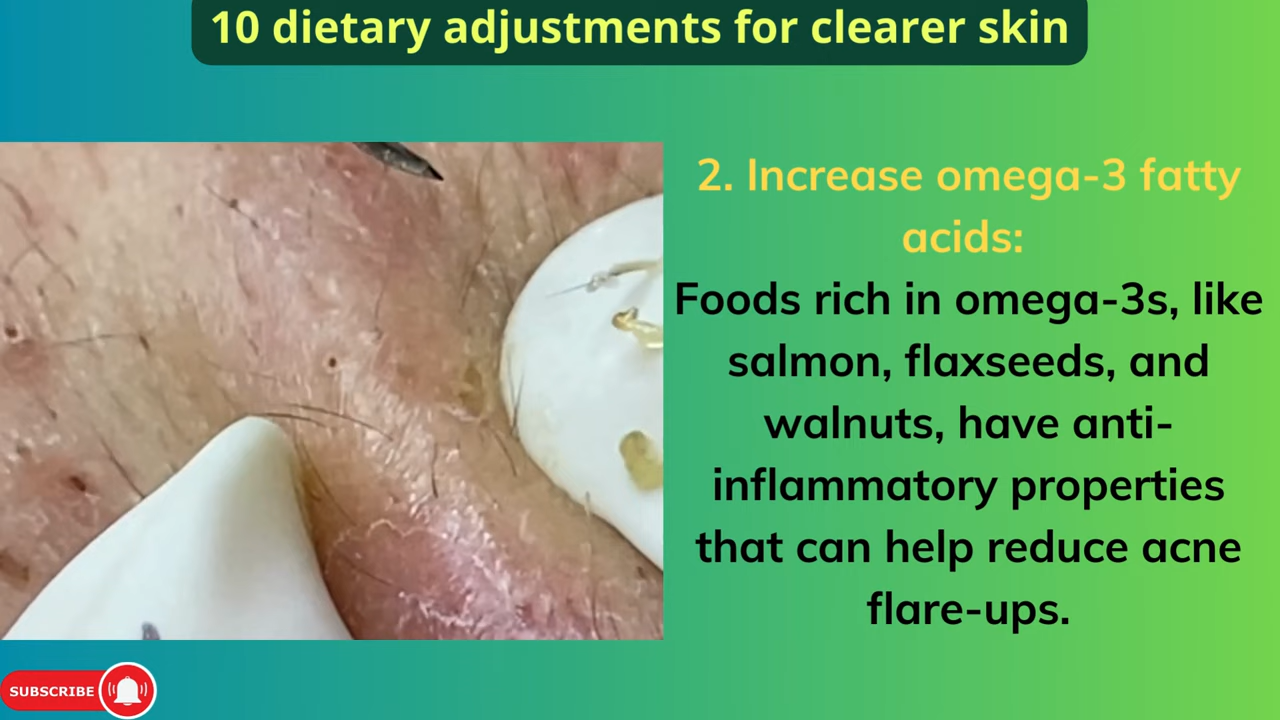 10 dietary adjustments for clearer skin
2. Increase omega-3 fatty
acids:
Foods rich in omega-3s, like
salmon, flaxseeds, and
walnuts, have anti-
inflammatory properties
that can help reduce acne
flare-ups.
SUBSCRIBE